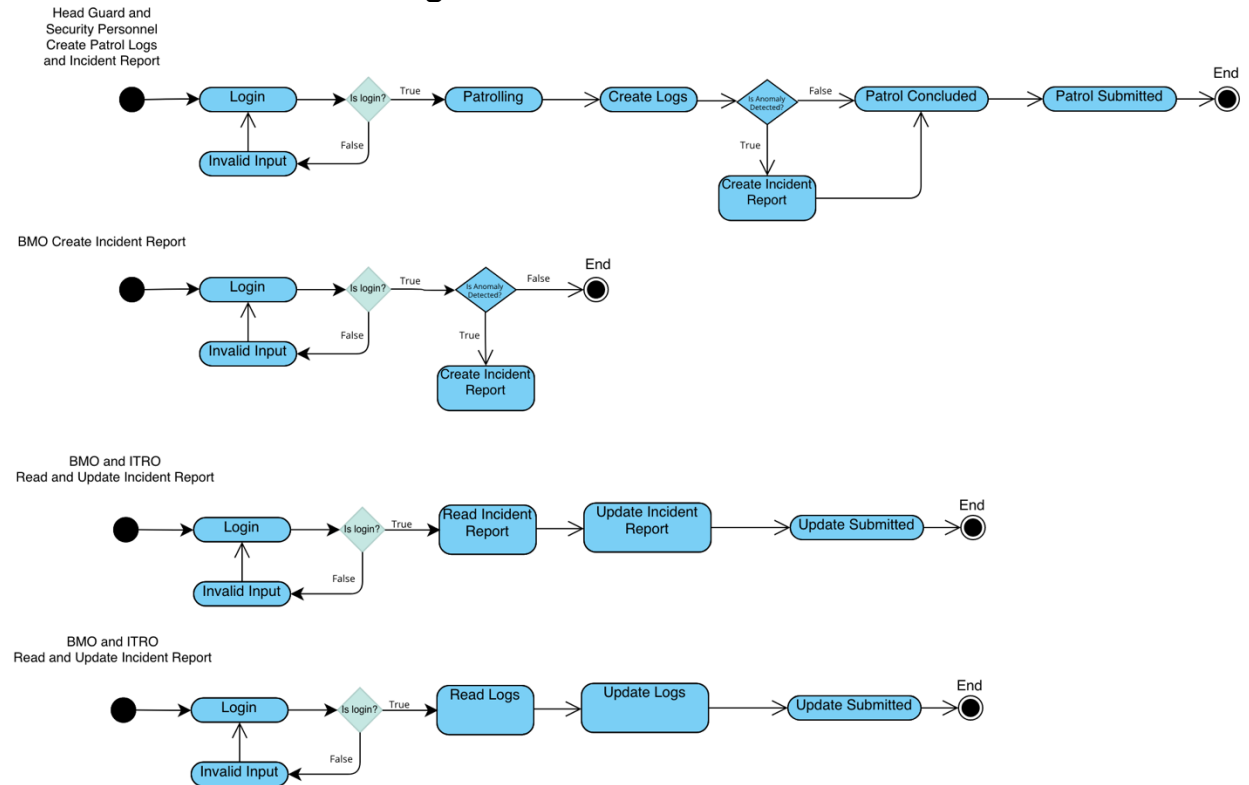 Head Guard and
Security Personnel
Create Patrol Logs
and Incident Report
End
Login
Is login?
True
Patrolling
Create Logs
Is Anomaly
Detected?
False
Patrol Concluded
Patrol Submitted
False
Invalid Input
True
Create Incident
Report
BMO Create Incident Report
End
Login
Is login?
True
Is Anomaly
Detected?
False
False
Invalid Input
True
Create Incident
Report
BMO and ITRO
Read and Update Incident Report
End
Login
Is login?
True
Read Incident
Report
Update Incident
Report
Update Submitted
False
Invalid Input
BMO and ITRO
Read and Update Incident Report
End
Login
Is login?
True
Read Logs
Update Logs
Update Submitted
False
Invalid Input